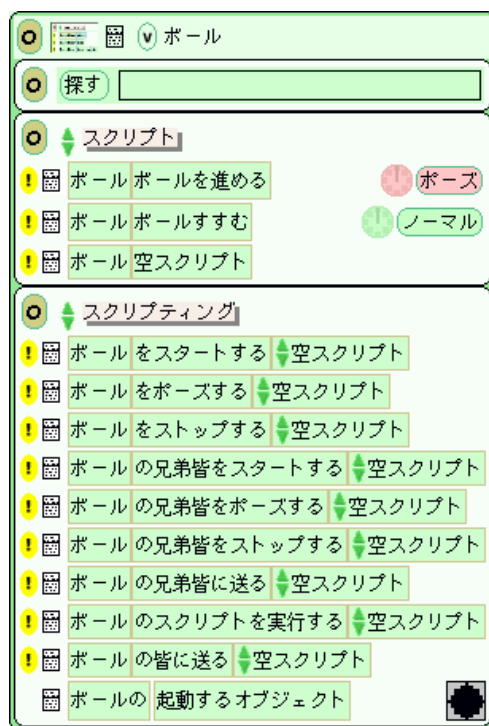 ボール
探す
スクリプト
ボール ボールを進める ポーズ
ボール ボールすすむ ノーマル
ボール 空スクリプト
スクリプティング
ボール をスタートする 空スクリプト
ボール をポーズする 空スクリプト
ボール をストップする 空スクリプト
ボール の兄弟皆をスタートする 空スクリプト
ボール の兄弟皆をポーズする 空スクリプト
ボール の兄弟皆をストップする 空スクリプト
ボール の兄弟皆に送る 空スクリプト
ボール のスクリプトを実行する 空スクリプト
ボール の皆に送る 空スクリプト
ボールの 起動するオブジェクト